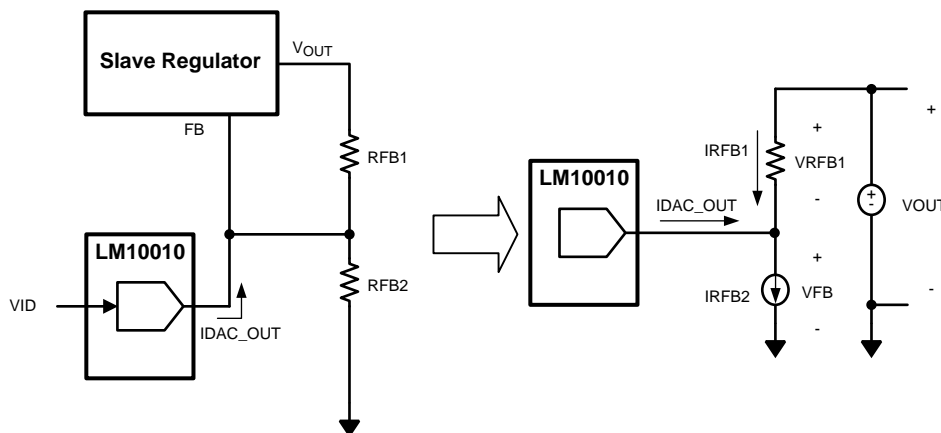 Slave Regulator
VOUT
FB
RFB1
LM10010
VID
IDAC_OUT
RFB2
LM10010
IDAC_OUT
IRFB1
+
VRFB1
-
+
IRFB2
VFB
-
+
-
+
VOUT
-